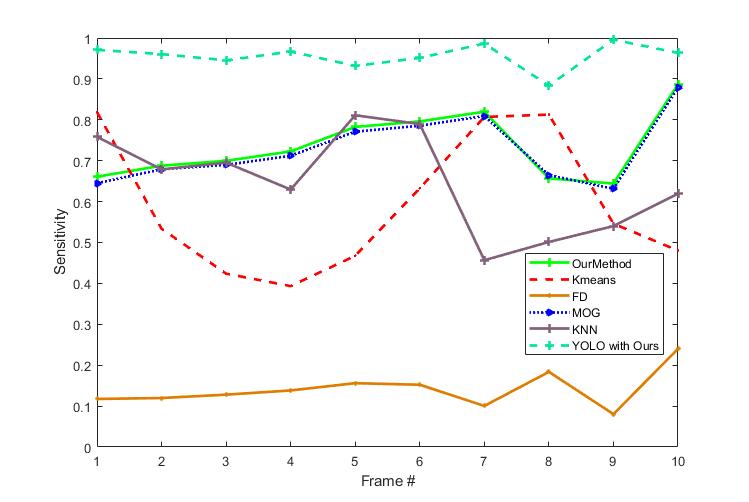 1
0.9
0.8
0.7
0.6
0.5
0.4
0.3
0.2
0.1
0
Sensitivity
OurMethod
Kmeans
FD
MOG
KNN
YOLO with Ours
1 2 3 4 5 6 7 8 9 10
Frame #